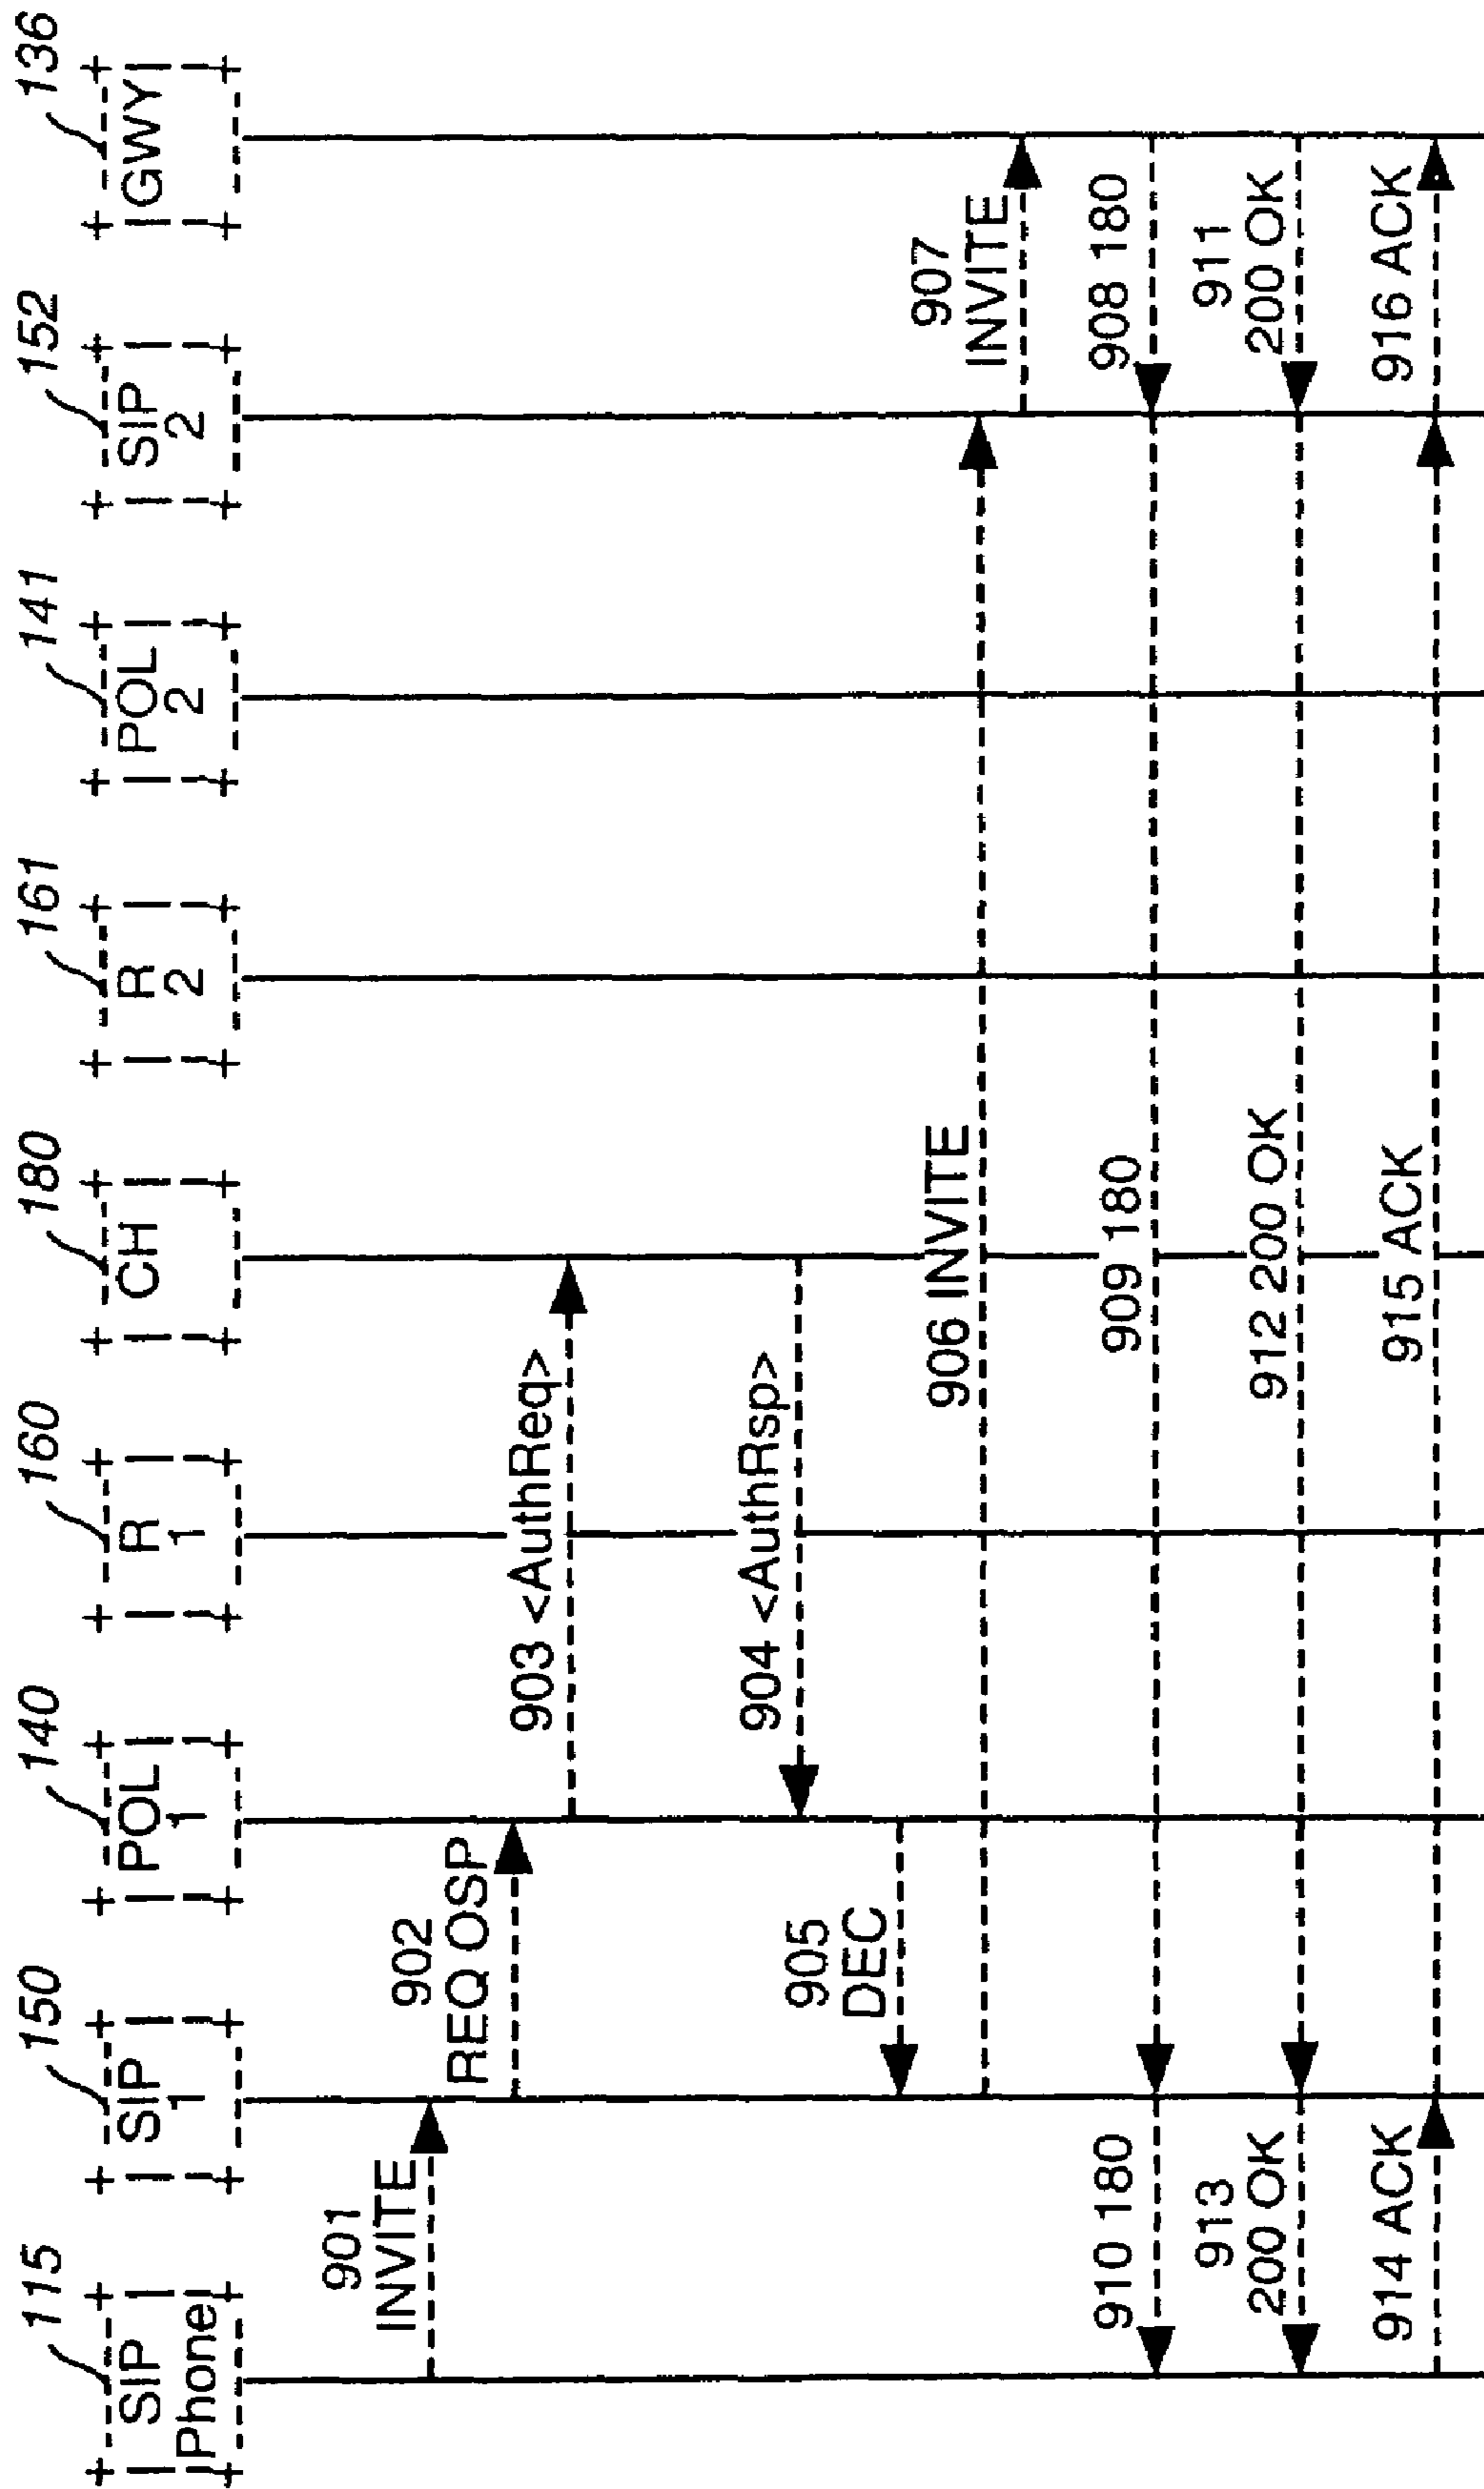 115
150
140
160
180
161
141
152
136
SIP
Phone
SIP
1
POL
1
R
1
CH
R
2
POL
2
SIP
2
GWY
901
INVITE
902
REQ OSP
903 <AuthReq>
904 <AuthRsp>
905
DEC
906 INVITE
907
INVITE
908 180
909 180
910 180
911
200 OK
912 200 OK
913
200 OK
914 ACK
915 ACK
916 ACK